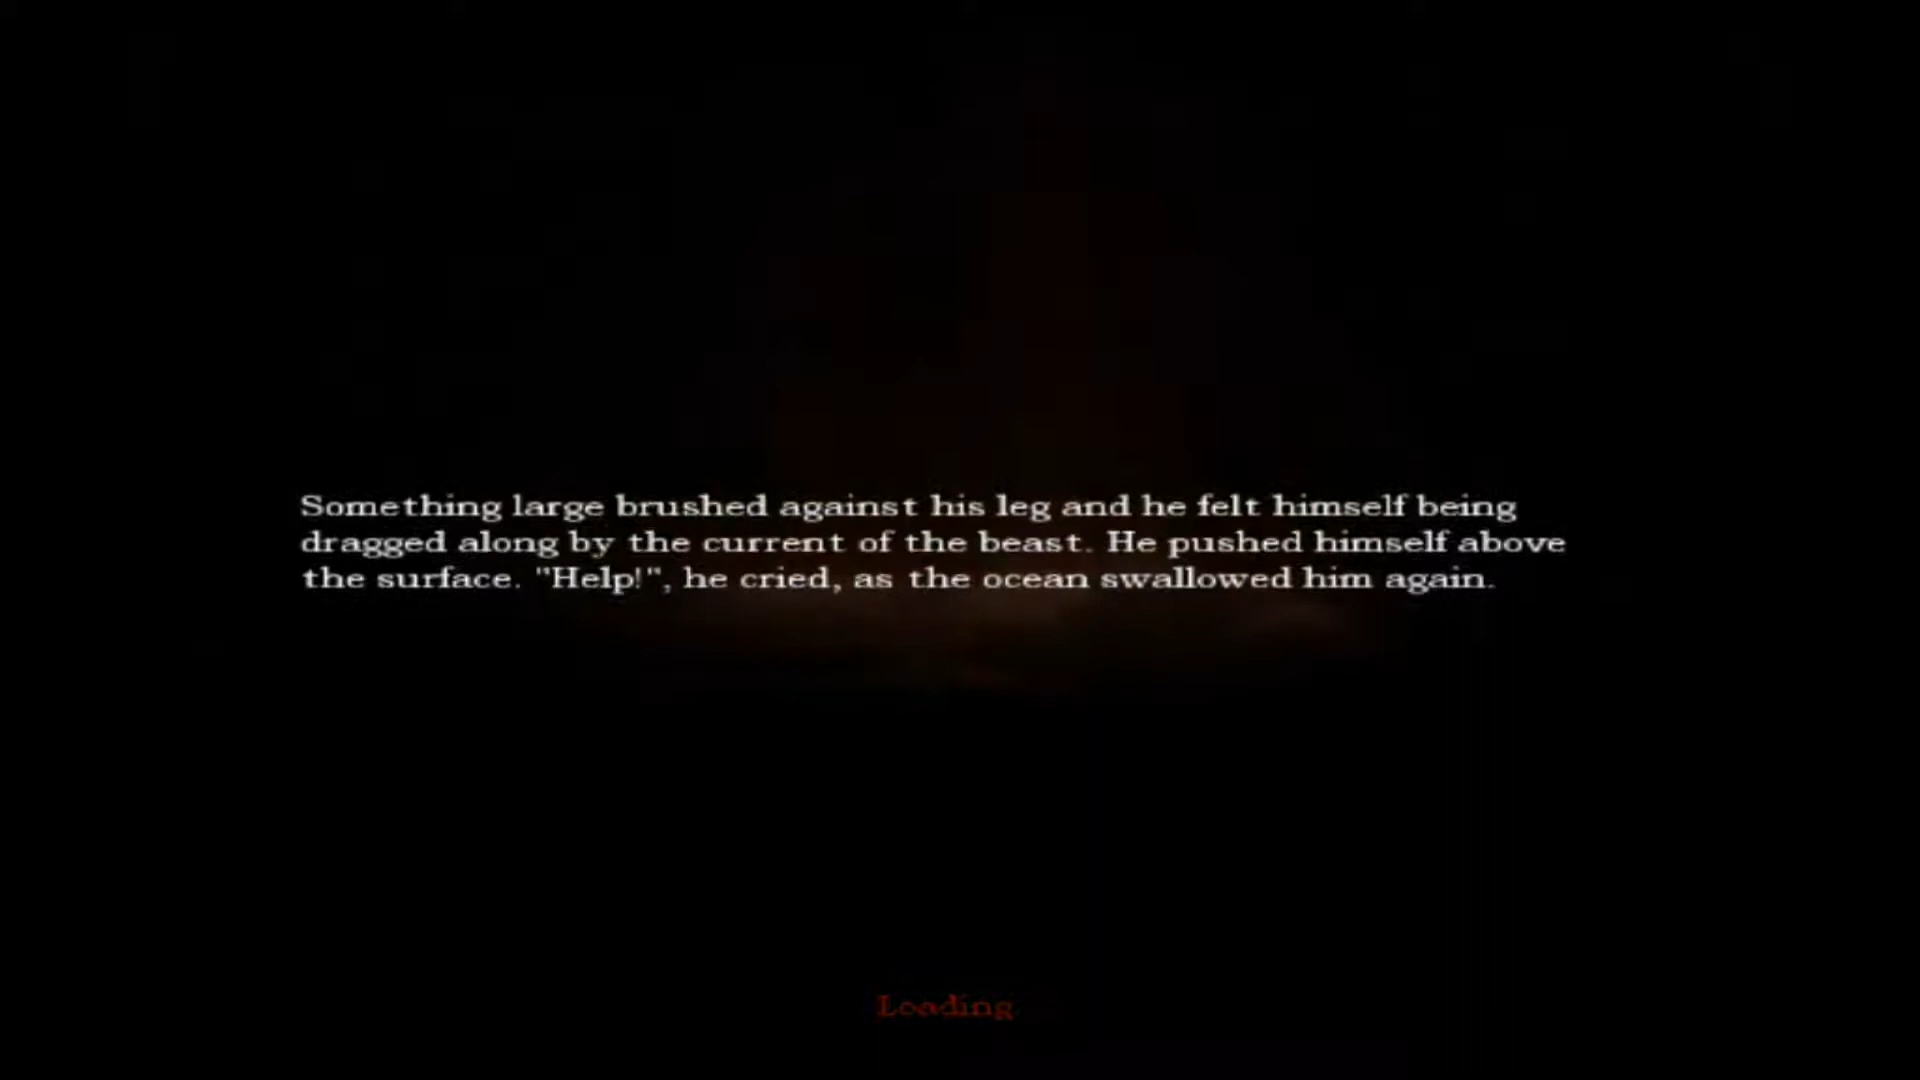 Something large brushed against his leg and he felt himself being
dragged along by the current of the beast. He pushed himself above
the surface. "Help!", he cried, as the ocean swallowed him again.
Loading